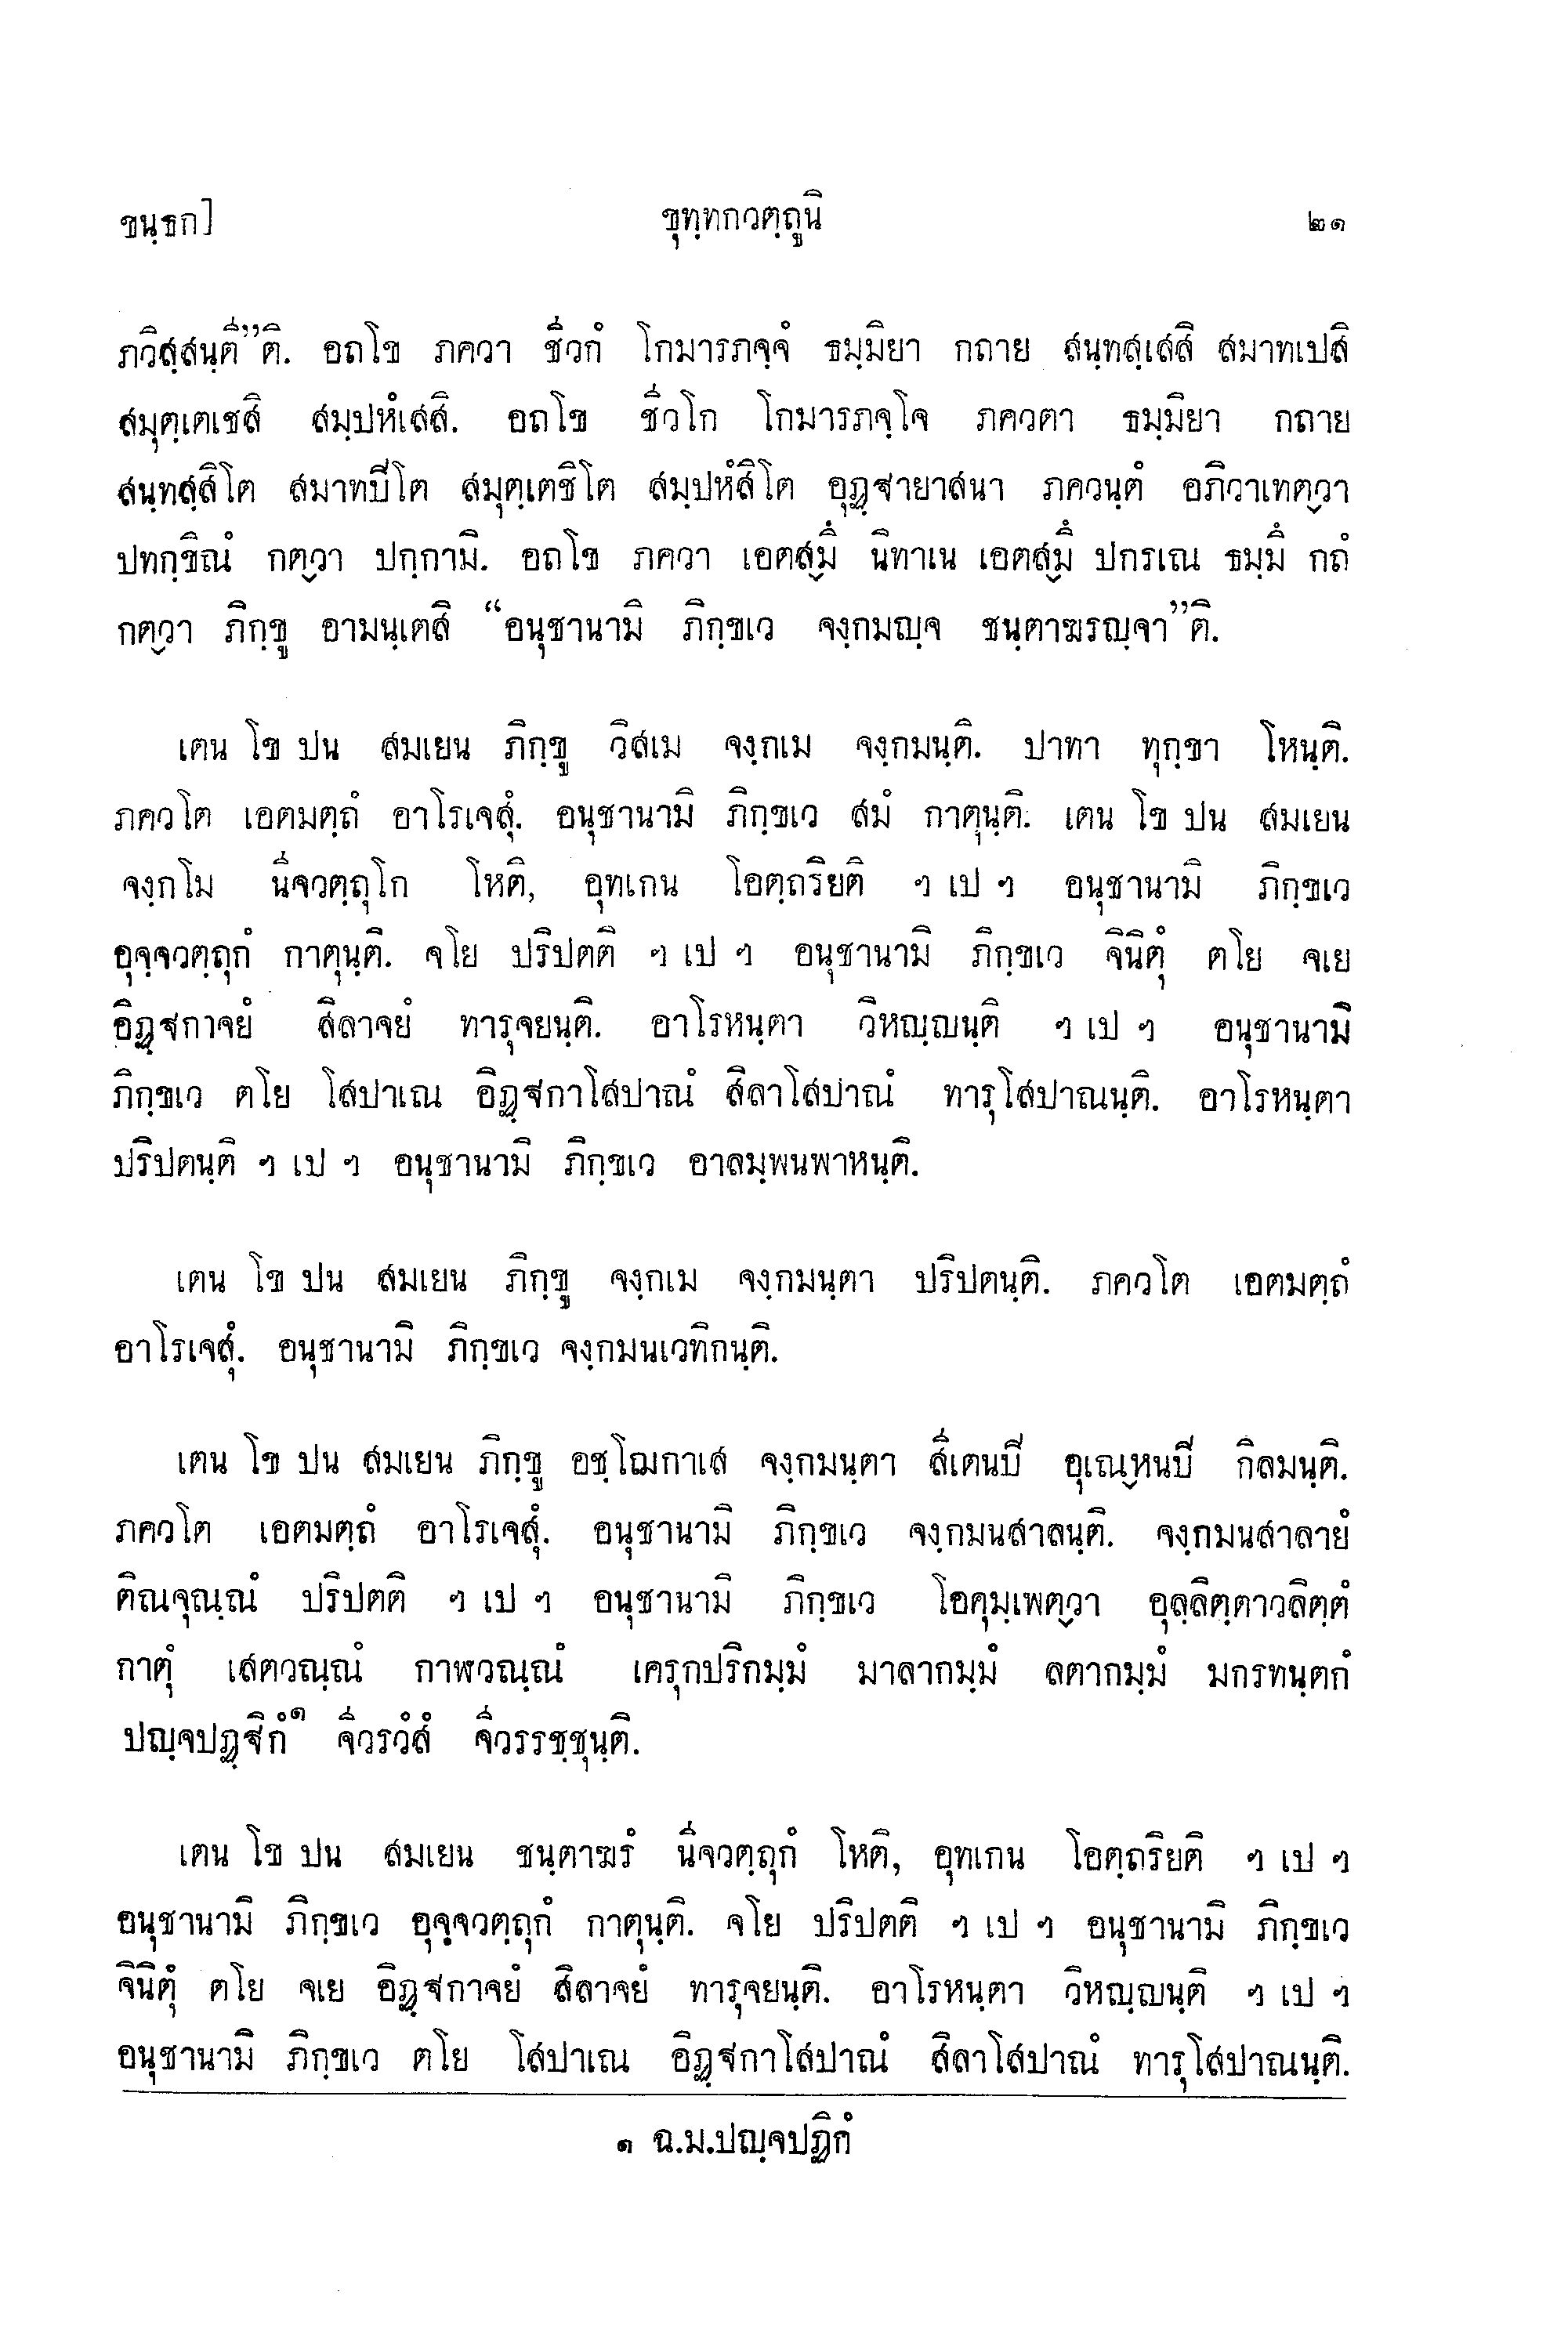 ขนฺธก]
ขุทฺทกวตฺถูนิ
๒๑
ภวิสฺสนฺตี”ติ. อถโข ภควา ชีวกํ โกมารภจฺจํ ธมฺมิยา กถาย สนฺทสฺเสสิ สมาทเปสิ
สมุตฺเตเชสิ สมฺปหํเสสิ. อถโข ชีวโก โกมารภจฺโจ ภควตา ธมฺมิยา กถาย
สนฺทสฺสิโต สมาทปิโต สมุตฺเตชิโต สมฺปหํสิโต อุฏฺฐายาสนา ภควนฺตํ อภิวาเทตฺวา
ปทกฺขิณํ กตฺวา ปกฺกามิ. อถโข ภควา เอตสฺมึ นิทาเน เอตสฺมึ ปกรเณ ธมฺมึ กถํ
กตฺวา ภิกฺขู อามนฺเตสิ “อนุชานามิ ภิกฺขเว จงฺกมญฺจ ชนฺตาฆรญฺจา”ติ.
เตน โข ปน สมเยน ภิกฺขู วิสเม จงฺกเม จงฺกมนฺติ. ปาทา ทุกฺขา โหนฺติ.
ภควโต เอตมตฺถํ อาโรเจสุํ. อนุชานามิ ภิกฺขเว สมํ กาตุนฺติ. เตน โข ปน สมเยน
จงฺกโม นีจวตฺถุโก โหติ, อุทเกน โอตฺถริยติ ฯ เป ฯ อนุชานามิ ภิกฺขเว
อุจฺจวตฺถุกํ กาตุนฺติ. จโย ปริปตติ ฯ เป ฯ อนุชานามิ ภิกฺขเว จินิตุํ ตโย จเย
อิฏฺฐกาจยํ สิลาจยํ ทารุจยนฺติ. อาโรหนฺตา วิหญฺญนฺติ ฯ เป ฯ อนุชานามิ
ภิกฺขเว ตโย โสปาเณ อิฏฺฐกาโสปาณํ สิลาโสปาณํ ทารุโสปาณนฺติ. อาโรหนฺตา
ปริปตนฺติ ฯ เป ฯ อนุชานามิ ภิกฺขเว อาลมฺพนพาหนฺติ.
เตน โข ปน สมเยน ภิกฺขู จงฺกเม จงฺกมนฺตา ปริปตนฺติ. ภควโต เอตมตฺถํ
อาโรเจสุํ. อนุชานามิ ภิกฺขเว จงฺกมนเวทิกนฺติ.
เตน โข ปน สมเยน ภิกฺขู อชฺโฌกาเส จงฺกมนฺตา สีเตนปิ อุเณฺหนปิ กิลมนฺติ.
ภควโต เอตมตฺถํ อาโรเจสุํ. อนุชานามิ ภิกฺขเว จงฺกมนสาลนฺติ. จงฺกมนสาลายํ
ติณจุณฺณํ ปริปตติ ฯ เป ฯ อนุชานามิ ภิกฺขเว โอคุมฺเพตฺวา อุลฺลิตฺตาวลิตฺตํ
กาตุํ เสตวณฺณํ กาฬวณฺณํ เครุกปริกมฺมํ มาลากมฺมํ ลตากมฺมํ มกรทนฺตกํ
ปญฺจปฏฺฐิกํ๑ จีวรวํสํ จีวรรชฺชุนฺติ.
เตน โข ปน สมเยน ชนฺตาฆรํ นีจวตฺถุกํ โหติ, อุทเกน โอตฺถริยติ ฯ เป ฯ
อนุชานามิ ภิกฺขเว อุจฺจวตฺถุกํ กาตุนฺติ. จโย ปริปตติ ฯ เป ฯ อนุชานามิ ภิกฺขเว
จินิตุํ ตโย จเย อิฏฺฐกาจยํ สิลาจยํ ทารุจยนฺติ. อาโรหนฺตา วิหญฺญนฺติ ฯ เป ฯ
อนุชานามิ ภิกฺขเว ตโย โสปาเณ อิฏฺฐกาโสปาณํ สิลาโสปาณํ ทารุโสปาณนฺติ.
๑ ฉ.ม.ปญฺจปฏิกํ